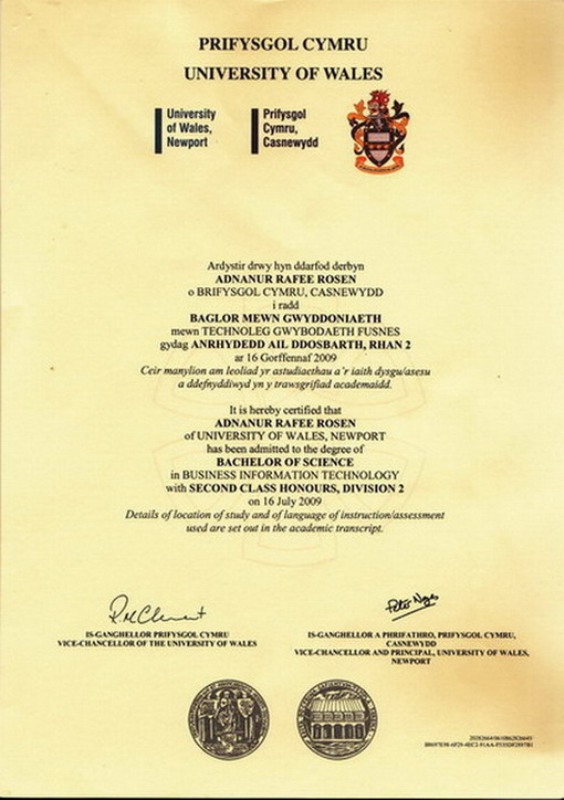 PRIFYSGOL CYMRU
UNIVERSITY OF WALES
University
of Wales,
Newport
Prifysgol
Cymru,
Casnewydd
Ardystir drwy hyn ddarfod derbyn
ADNANUR RAFEE ROSEN
o BRIFYSGOL CYMRU, CASNEWYDD
i radd
BAGLOR MEWN GWYDDONIAETH
mewn TECHNOLEG GWYBODAETH FUSNES
gydag ANRHYDEDD AIL DDOSBARTH, RHAN 2
ar 16 Gorffennaf 2009
Ceir manylion am leoliad yr astudiaethau a'r iaith dysgu/asesu
a ddefnyddiwyd yn y trawsgrifiad academaidd.
It is hereby certified that
ADNANUR RAFEE ROSEN
of UNIVERSITY OF WALES, NEWPORT
has been admitted to the degree of
BACHELOR OF SCIENCE
in BUSINESS INFORMATION TECHNOLOGY
with SECOND CLASS HONOURS, DIVISION 2
on 16 July 2009
Details of location of study and of language of instruction/assessment
used are set out in the academic transcript.
IS-GANGHELLOR PRIFYSGOL CYMRU
VICE-CHANCELLOR OF THE UNIVERSITY OF WALES
IS-GANGHELLOR A PHRIFATHRO, PRIFYSGOL CYMRU,
CASNEWYDD
VICE-CHANCELLOR AND PRINCIPAL, UNIVERSITY OF WALES,
NEWPORT